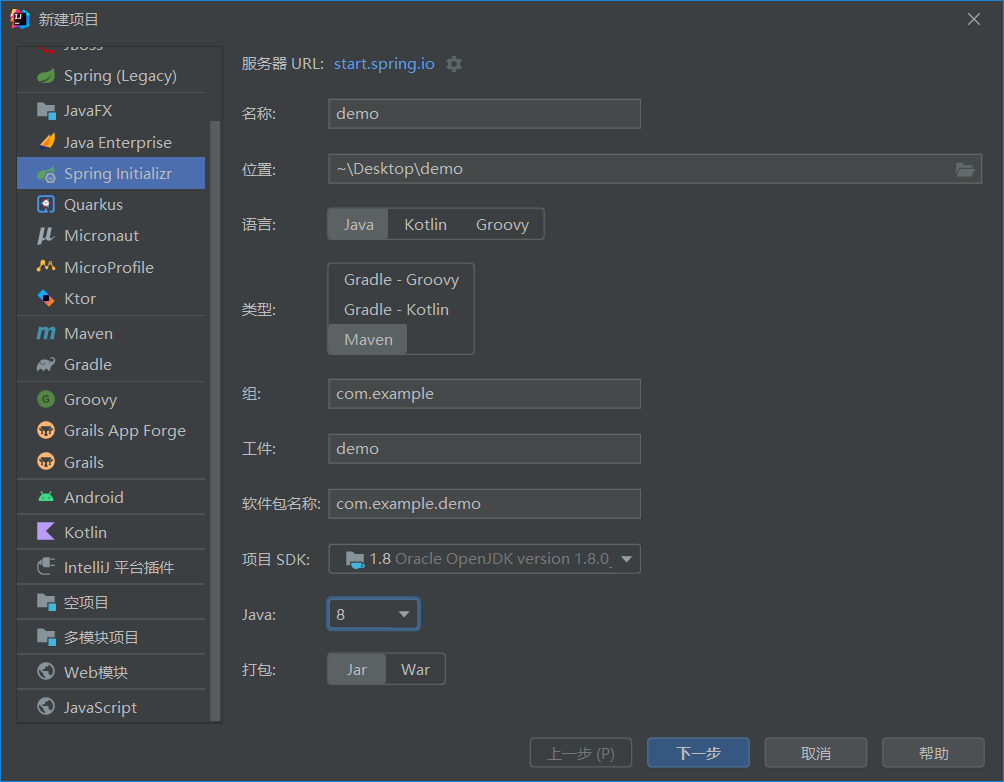 新建项目
JBoss
Spring (Legacy)
JavaFX
Java Enterprise
Spring Initializr
Quarkus
Micronaut
MicroProfile
Ktor
Maven
Gradle
Groovy
Grails App Forge
Grails
Android
Kotlin
IntelliJ 平台插件
空项目
多模块项目
Web模块
JavaScript
服务器 URL: start.spring.io
名称: demo
位置: ~\Desktop\demo
语言: Java Kotlin Groovy
类型: Gradle - Groovy
Gradle - Kotlin
Maven
组: com.example
工件: demo
软件包名称: com.example.demo
项目 SDK: 1.8 Oracle OpenJDK version 1.8.0_
Java: 8
打包: Jar War
上一步 (P) 下一步 取消 帮助